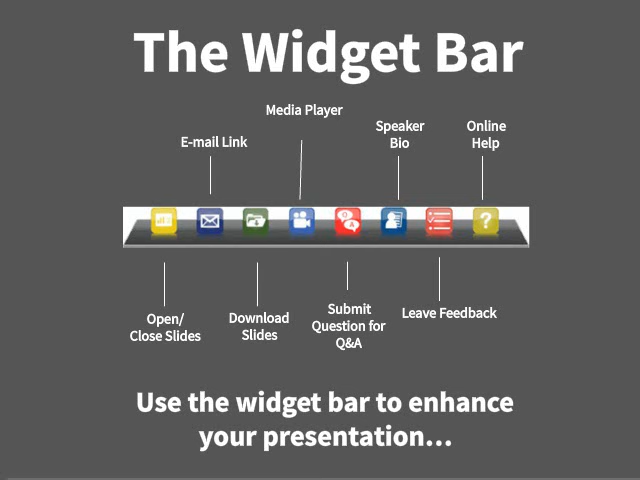 The Widget Bar
Media Player
E-mail Link
Speaker
Bio
Online
Help
Q
A
?
Open/
Close Slides
Download
Slides
Submit
Question for
Q&A
Leave Feedback
Use the widget bar to enhance
your presentation...